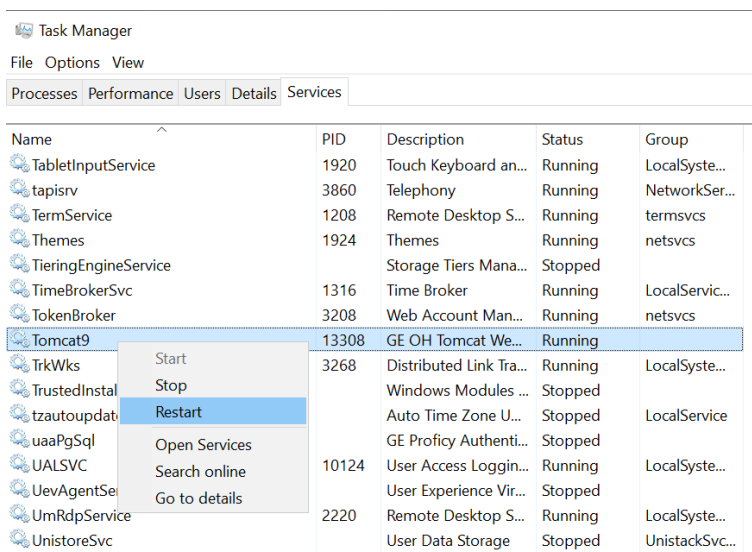 Task Manager
File Options View
Processes Performance Users Details Services
Name PID Description Status Group
TabletInputService 1920 Touch Keyboard an... Running LocalSyste...
tapisrv 3860 Telephony Running NetworkSer...
TermService 1208 Remote Desktop S... Running termsvcs
Themes 1924 Themes Running netsvcs
TieringEngineService Storage Tiers Mana... Stopped
TimeBrokerSvc 1316 Time Broker Running LocalServic...
TokenBroker 3208 Web Account Man... Running netsvcs
Tomcat9 13308 GE OH Tomcat We... Running
TrkWks 3268 Distributed Link Tra... Running LocalSyste...
TrustedInstal Windows Modules ... Stopped
tzautoupdat Auto Time Zone U... Stopped LocalService
uaaPgSql GE Proficy Authenti... Stopped
UALSVC 10124 User Access Loggin... Running LocalSyste...
UevAgentSer User Experience Vir... Stopped
UmRdpService 2220 Remote Desktop S... Running LocalSyste...
UnistoreSvc User Data Storage Stopped UnistackSvc...
Start
Stop
Restart
Open Services
Search online
Go to details